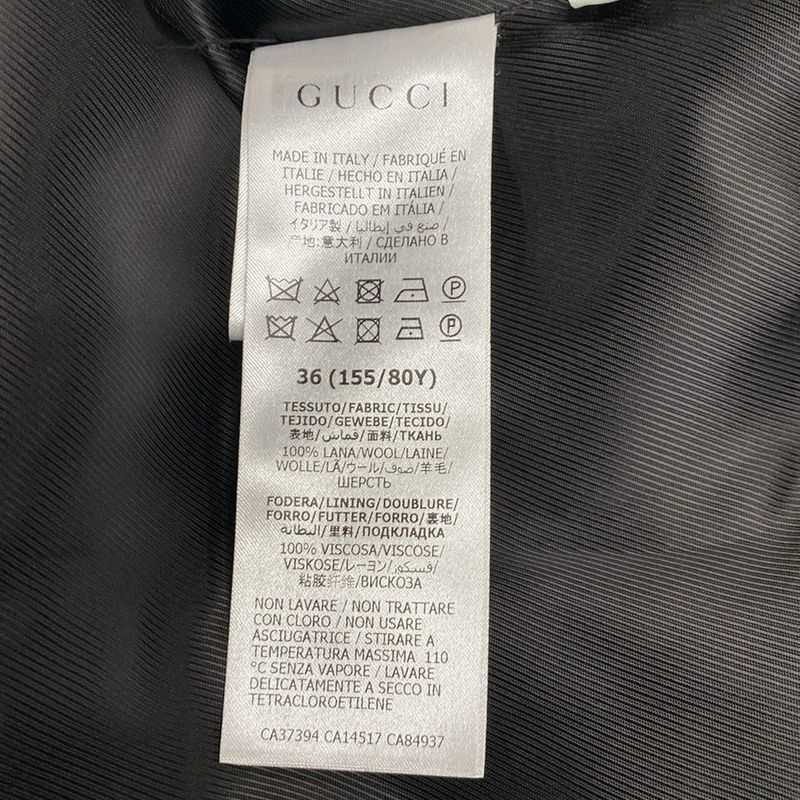 GUCCI
MADE IN ITALY / FABRIQUÉ EN
ITALIE / HECHO EN ITALIA /
HERGESTELLT IN ITALIEN /
FABRICADO EM ITÁLIA /
イタリア製 / صنع في إيطاليا /
产地:意大利 / СДЕЛАНО В
ИТАЛИИ
36 (155/80Y)
TESSUTO/FABRIC/TISSU/
TEJIDO/GEWEBE/TECIDO/
表地/قماش/面料/ТКАНЬ
100% LANA/WOOL/LAINE/
WOLLE/LÃ/ウール/صوف/羊毛/
ШЕРСТЬ
FODERA/LINING/DOUBLURE/
FORRO/FUTTER/FORRO/裏地/
البطانة/里料/ПОДКЛАДКА
100% VISCOSA/VISCOSE/
VISKOSE/レーヨン/فسكوز/
粘胶纤维/ВИСКОЗА
NON LAVARE / NON TRATTARE
CON CLORO / NON USARE
ASCIUGATRICE / STIRARE A
TEMPERATURA MASSIMA 110
°C SENZA VAPORE / LAVARE
DELICATAMENTE A SECCO IN
TETRACLOROETILENE
CA37394 CA14517 CA84937